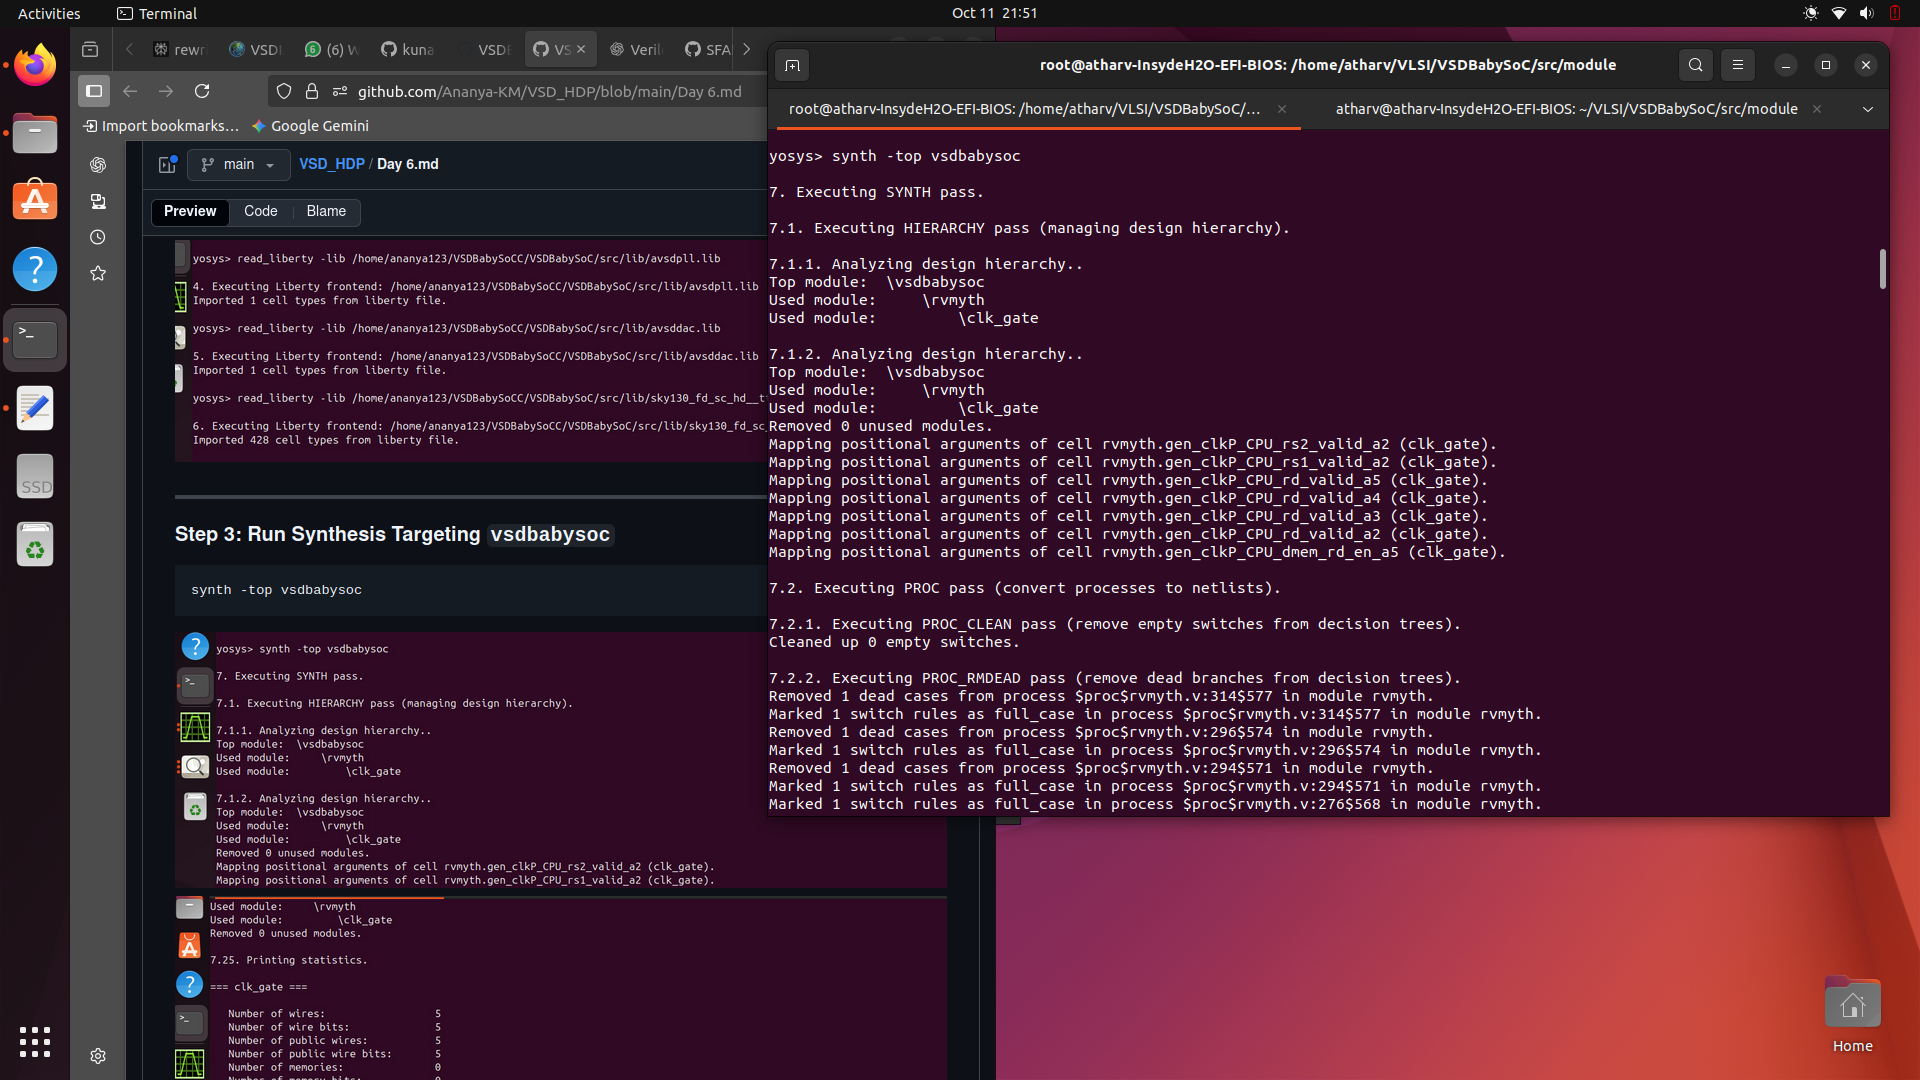 Activities
Terminal
Oct 11 21:51
rewr
VSDI
(6) W
kuna
VSDE
VS
Veril
SFA
github.com/Ananya-KM/VSD_HDP/blob/main/Day 6.md
Import bookmarks…
Google Gemini
main
VSD_HDP / Day 6.md
Preview
Code
Blame
yosys> read_liberty -lib /home/ananya123/VSDBabySoCC/VSDBabySoC/src/lib/avsdpll.lib
4. Executing Liberty frontend: /home/ananya123/VSDBabySoCC/VSDBabySoC/src/lib/avsdpll.lib
Imported 1 cell types from liberty file.
yosys> read_liberty -lib /home/ananya123/VSDBabySoCC/VSDBabySoC/src/lib/avsddac.lib
5. Executing Liberty frontend: /home/ananya123/VSDBabySoCC/VSDBabySoC/src/lib/avsddac.lib
Imported 1 cell types from liberty file.
yosys> read_liberty -lib /home/ananya123/VSDBabySoCC/VSDBabySoC/src/lib/sky130_fd_sc_hd__t
6. Executing Liberty frontend: /home/ananya123/VSDBabySoCC/VSDBabySoC/src/lib/sky130_fd_sc_
Imported 428 cell types from liberty file.
Step 3: Run Synthesis Targeting vsdbabysoc
synth -top vsdbabysoc
yosys> synth -top vsdbabysoc
7. Executing SYNTH pass.
7.1. Executing HIERARCHY pass (managing design hierarchy).
7.1.1. Analyzing design hierarchy..
Top module:  \vsdbabysoc
Used module:     \rvmyth
Used module:         \clk_gate
7.1.2. Analyzing design hierarchy..
Top module:  \vsdbabysoc
Used module:     \rvmyth
Used module:         \clk_gate
Removed 0 unused modules.
Mapping positional arguments of cell rvmyth.gen_clkP_CPU_rs2_valid_a2 (clk_gate).
Mapping positional arguments of cell rvmyth.gen_clkP_CPU_rs1_valid_a2 (clk_gate).
Used module:     \rvmyth
Used module:         \clk_gate
Removed 0 unused modules.
7.25. Printing statistics.
=== clk_gate ===
Number of wires: 5
Number of wire bits: 5
Number of public wires: 5
Number of public wire bits: 5
Number of memories: 0
Number of memory bits: 0
root@atharv-InsydeH2O-EFI-BIOS: /home/atharv/VLSI/VSDBabySoC/src/module
root@atharv-InsydeH2O-EFI-BIOS: /home/atharv/VLSI/VSDBabySoC/...
atharv@atharv-InsydeH2O-EFI-BIOS: ~/VLSI/VSDBabySoC/src/module
yosys> synth -top vsdbabysoc
7. Executing SYNTH pass.
7.1. Executing HIERARCHY pass (managing design hierarchy).
7.1.1. Analyzing design hierarchy..
Top module:  \vsdbabysoc
Used module:     \rvmyth
Used module:         \clk_gate
7.1.2. Analyzing design hierarchy..
Top module:  \vsdbabysoc
Used module:     \rvmyth
Used module:         \clk_gate
Removed 0 unused modules.
Mapping positional arguments of cell rvmyth.gen_clkP_CPU_rs2_valid_a2 (clk_gate).
Mapping positional arguments of cell rvmyth.gen_clkP_CPU_rs1_valid_a2 (clk_gate).
Mapping positional arguments of cell rvmyth.gen_clkP_CPU_rd_valid_a5 (clk_gate).
Mapping positional arguments of cell rvmyth.gen_clkP_CPU_rd_valid_a4 (clk_gate).
Mapping positional arguments of cell rvmyth.gen_clkP_CPU_rd_valid_a3 (clk_gate).
Mapping positional arguments of cell rvmyth.gen_clkP_CPU_rd_valid_a2 (clk_gate).
Mapping positional arguments of cell rvmyth.gen_clkP_CPU_dmem_rd_en_a5 (clk_gate).
7.2. Executing PROC pass (convert processes to netlists).
7.2.1. Executing PROC_CLEAN pass (remove empty switches from decision trees).
Cleaned up 0 empty switches.
7.2.2. Executing PROC_RMDEAD pass (remove dead branches from decision trees).
Removed 1 dead cases from process $proc$rvmyth.v:314$577 in module rvmyth.
Marked 1 switch rules as full_case in process $proc$rvmyth.v:314$577 in module rvmyth.
Removed 1 dead cases from process $proc$rvmyth.v:296$574 in module rvmyth.
Marked 1 switch rules as full_case in process $proc$rvmyth.v:296$574 in module rvmyth.
Removed 1 dead cases from process $proc$rvmyth.v:294$571 in module rvmyth.
Marked 1 switch rules as full_case in process $proc$rvmyth.v:294$571 in module rvmyth.
Marked 1 switch rules as full_case in process $proc$rvmyth.v:276$568 in module rvmyth.
SSD
Home